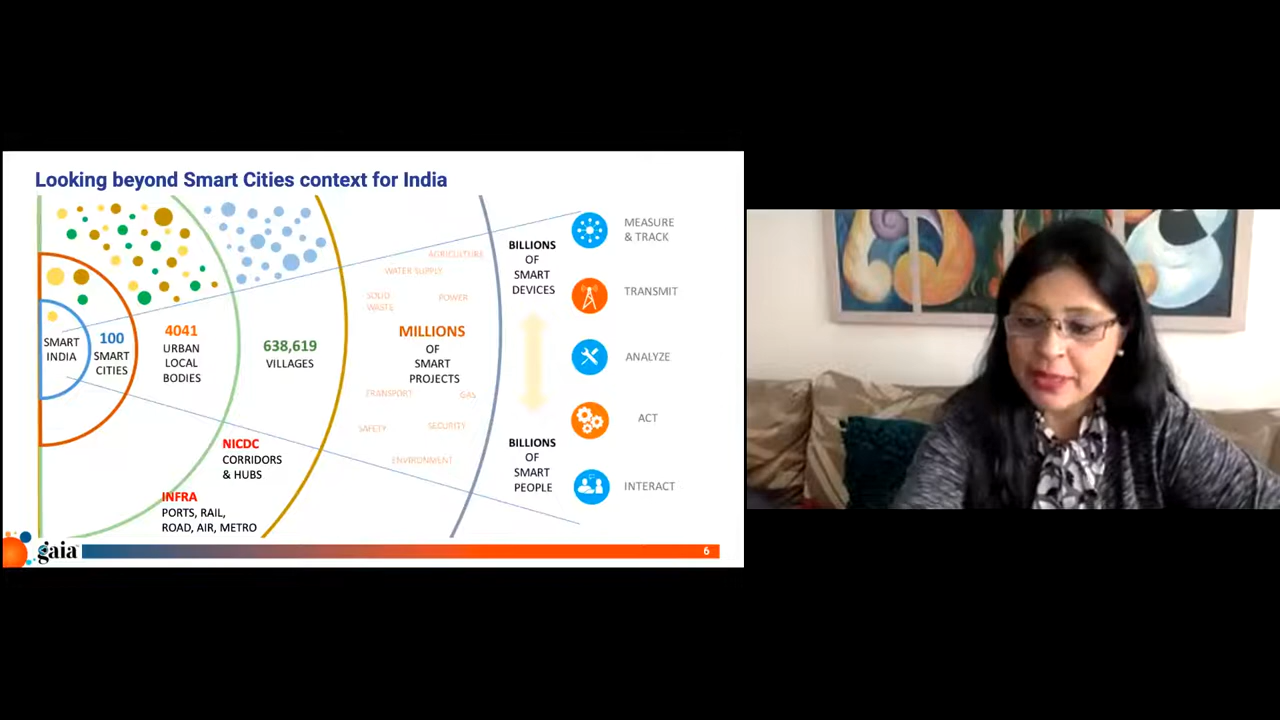 Looking beyond Smart Cities context for India
SMART
INDIA
100
SMART
CITIES
4041
URBAN
LOCAL
BODIES
638,619
VILLAGES
NICDC
CORRIDORS
& HUBS
INFRA
PORTS, RAIL,
ROAD, AIR, METRO
AGRICULTURE
WATER SUPPLY
SOLID
WASTE
POWER
MILLIONS
OF
SMART
PROJECTS
TRANSPORT
GAS
SAFETY
SECURITY
ENVIRONMENT
BILLIONS
OF
SMART
DEVICES
BILLIONS
OF
SMART
PEOPLE
MEASURE
& TRACK
TRANSMIT
ANALYZE
ACT
INTERACT
gaia
6